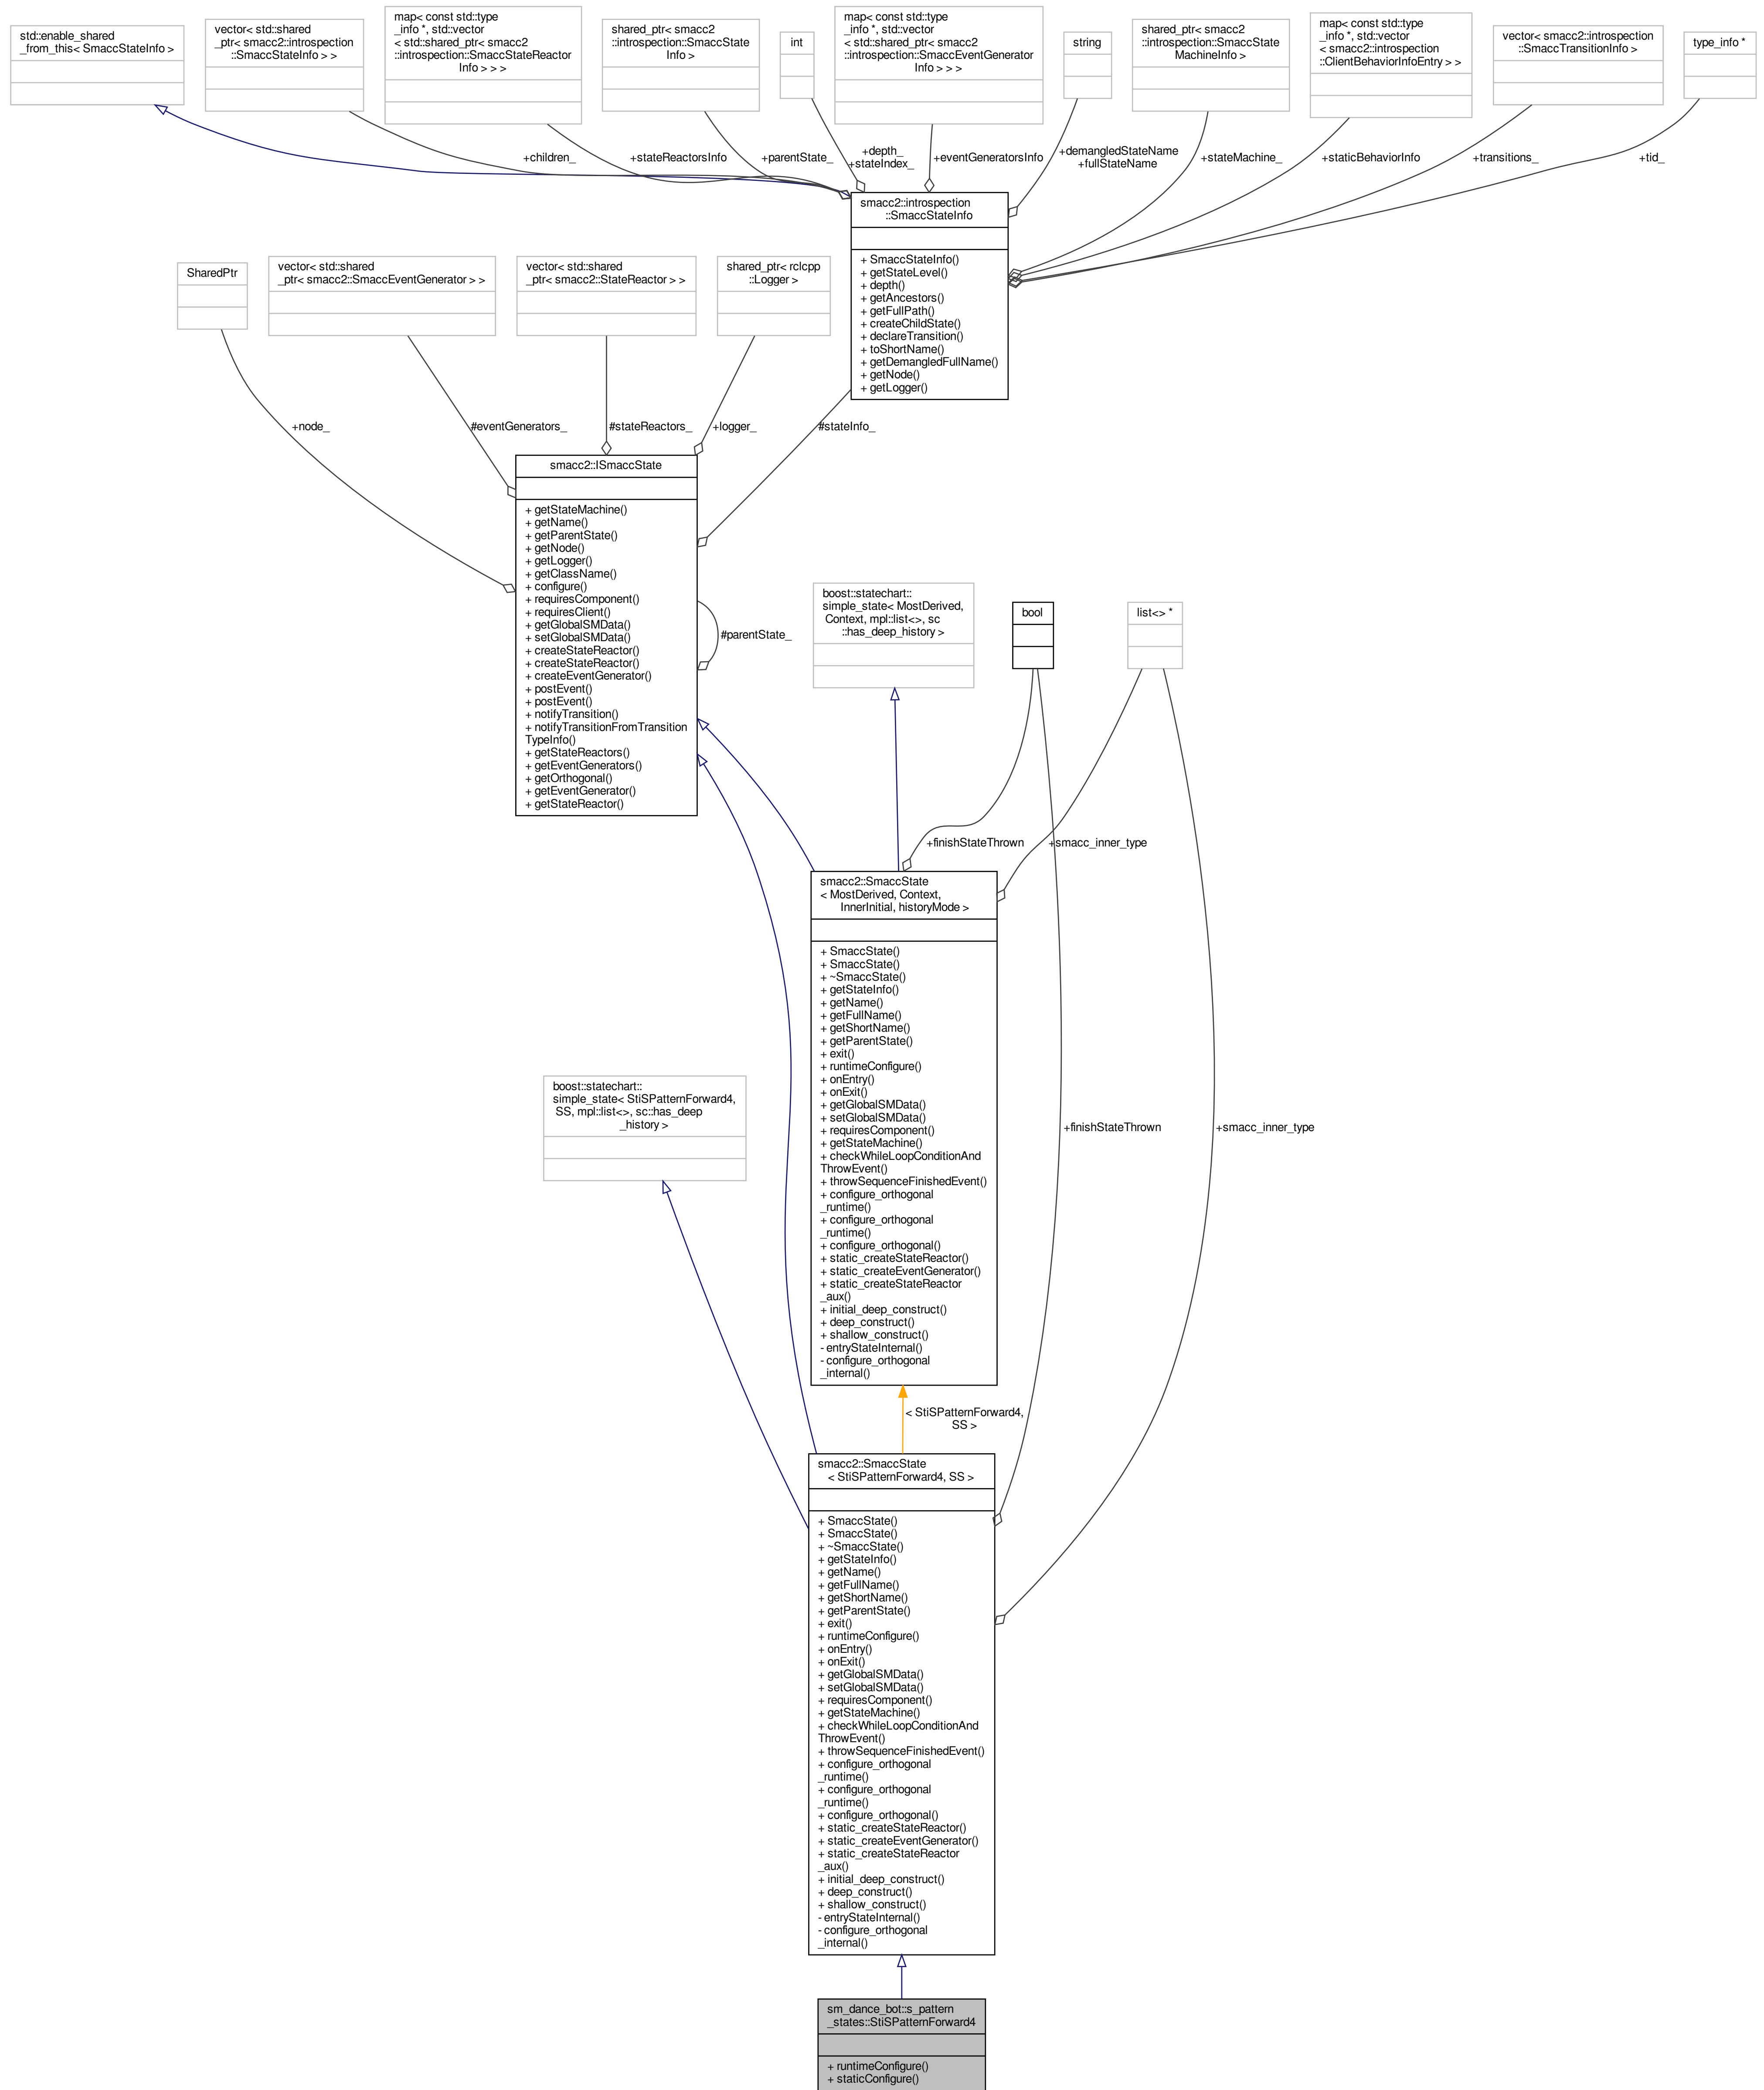 std::enable_shared
_from_this< SmaccStateInfo >
vector< std::shared
_ptr< smacc2::introspection
::SmaccStateInfo > >
map< const std::type
_info *, std::vector
< std::shared_ptr< smacc2
::introspection::SmaccStateReactor
Info > > >
shared_ptr< smacc2
::introspection::SmaccState
Info >
int
map< const std::type
_info *, std::vector
< std::shared_ptr< smacc2
::introspection::SmaccEventGenerator
Info > > >
string
shared_ptr< smacc2
::introspection::SmaccState
MachineInfo >
map< const std::type
_info *, std::vector
< smacc2::introspection
::ClientBehaviorInfoEntry > >
vector< smacc2::introspection
::SmaccTransitionInfo >
type_info *
+children_
+stateReactorsInfo
+parentState_
+depth_
+stateIndex_
+eventGeneratorsInfo
+demangledStateName
+fullStateName
+stateMachine_
+staticBehaviorInfo
+transitions_
+tid_
smacc2::introspection
::SmaccStateInfo
+ SmaccStateInfo()
+ getStateLevel()
+ depth()
+ getAncestors()
+ getFullPath()
+ createChildState()
+ declareTransition()
+ toShortName()
+ getDemangledFullName()
+ getNode()
+ getLogger()
SharedPtr
vector< std::shared
_ptr< smacc2::SmaccEventGenerator > >
vector< std::shared
_ptr< smacc2::StateReactor > >
shared_ptr< rclcpp
::Logger >
+node_
#eventGenerators_
#stateReactors_
+logger_
#stateInfo_
smacc2::ISmaccState
+ getStateMachine()
+ getName()
+ getParentState()
+ getNode()
+ getLogger()
+ getClassName()
+ configure()
+ requiresComponent()
+ requiresClient()
+ getGlobalSMData()
+ setGlobalSMData()
+ createStateReactor()
+ createStateReactor()
+ createEventGenerator()
+ postEvent()
+ postEvent()
+ notifyTransition()
+ notifyTransitionFromTransition
TypeInfo()
+ getStateReactors()
+ getEventGenerators()
+ getOrthogonal()
+ getEventGenerator()
+ getStateReactor()
#parentState_
boost::statechart::
simple_state< MostDerived,
Context, mpl::list<>, sc
::has_deep_history >
bool
list<> *
+finishStateThrown
+smacc_inner_type
smacc2::SmaccState
< MostDerived, Context,
InnerInitial, historyMode >
+ SmaccState()
+ SmaccState()
+ ~SmaccState()
+ getStateInfo()
+ getName()
+ getFullName()
+ getShortName()
+ getParentState()
+ exit()
+ runtimeConfigure()
+ onEntry()
+ onExit()
+ getGlobalSMData()
+ setGlobalSMData()
+ requiresComponent()
+ getStateMachine()
+ checkWhileLoopConditionAnd
ThrowEvent()
+ throwSequenceFinishedEvent()
+ configure_orthogonal
_runtime()
+ configure_orthogonal
_runtime()
+ configure_orthogonal()
+ static_createStateReactor()
+ static_createEventGenerator()
+ static_createStateReactor
_aux()
+ initial_deep_construct()
+ deep_construct()
+ shallow_construct()
- entryStateInternal()
- configure_orthogonal
_internal()
boost::statechart::
simple_state< StiSPatternForward4,
SS, mpl::list<>, sc::has_deep
_history >
+finishStateThrown
+smacc_inner_type
< StiSPatternForward4,
SS >
smacc2::SmaccState
< StiSPatternForward4, SS >
+ SmaccState()
+ SmaccState()
+ ~SmaccState()
+ getStateInfo()
+ getName()
+ getFullName()
+ getShortName()
+ getParentState()
+ exit()
+ runtimeConfigure()
+ onEntry()
+ onExit()
+ getGlobalSMData()
+ setGlobalSMData()
+ requiresComponent()
+ getStateMachine()
+ checkWhileLoopConditionAnd
ThrowEvent()
+ throwSequenceFinishedEvent()
+ configure_orthogonal
_runtime()
+ configure_orthogonal
_runtime()
+ configure_orthogonal()
+ static_createStateReactor()
+ static_createEventGenerator()
+ static_createStateReactor
_aux()
+ initial_deep_construct()
+ deep_construct()
+ shallow_construct()
- entryStateInternal()
- configure_orthogonal
_internal()
sm_dance_bot::s_pattern
_states::StiSPatternForward4
+ runtimeConfigure()
+ staticConfigure()